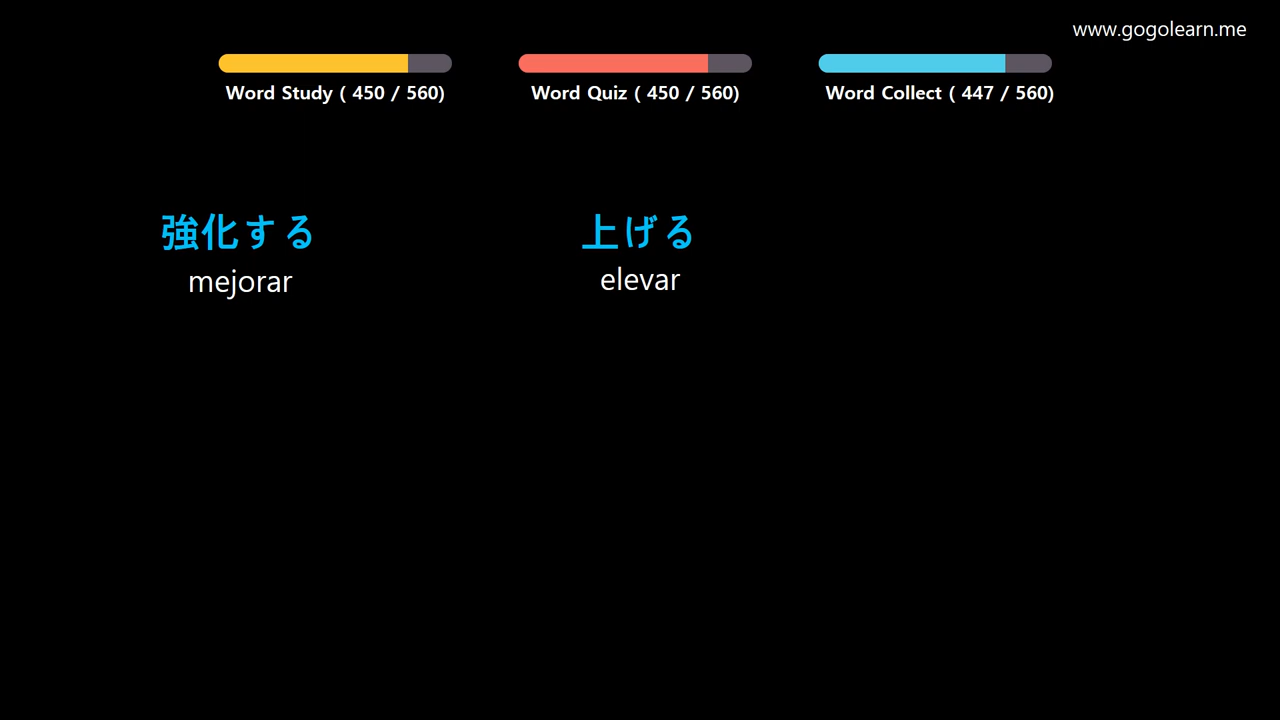 www.gogolearn.me
Word Study ( 450 / 560)
Word Quiz ( 450 / 560)
Word Collect ( 447 / 560)
強化する
mejorar
上げる
elevar